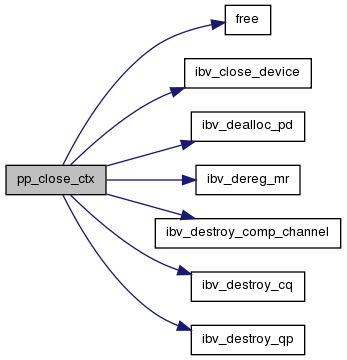 free
ibv_close_device
ibv_dealloc_pd
pp_close_ctx
ibv_dereg_mr
ibv_destroy_comp_channel
ibv_destroy_cq
ibv_destroy_qp